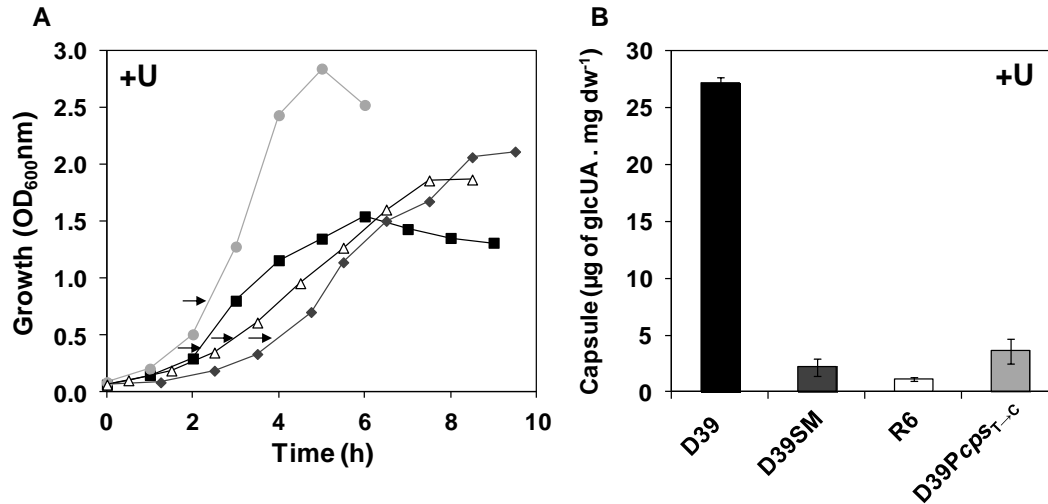 A
B
+U
+U
3.0
2.5
2.0
1.5
1.0
0.5
0.0
Growth (OD600nm)
0 2 4 6 8 10
Time (h)
35
30
25
20
15
10
5
0
Capsule (µg of glcUA . mg dw-1)
D39
D39SM
R6
D39PcpsT→C